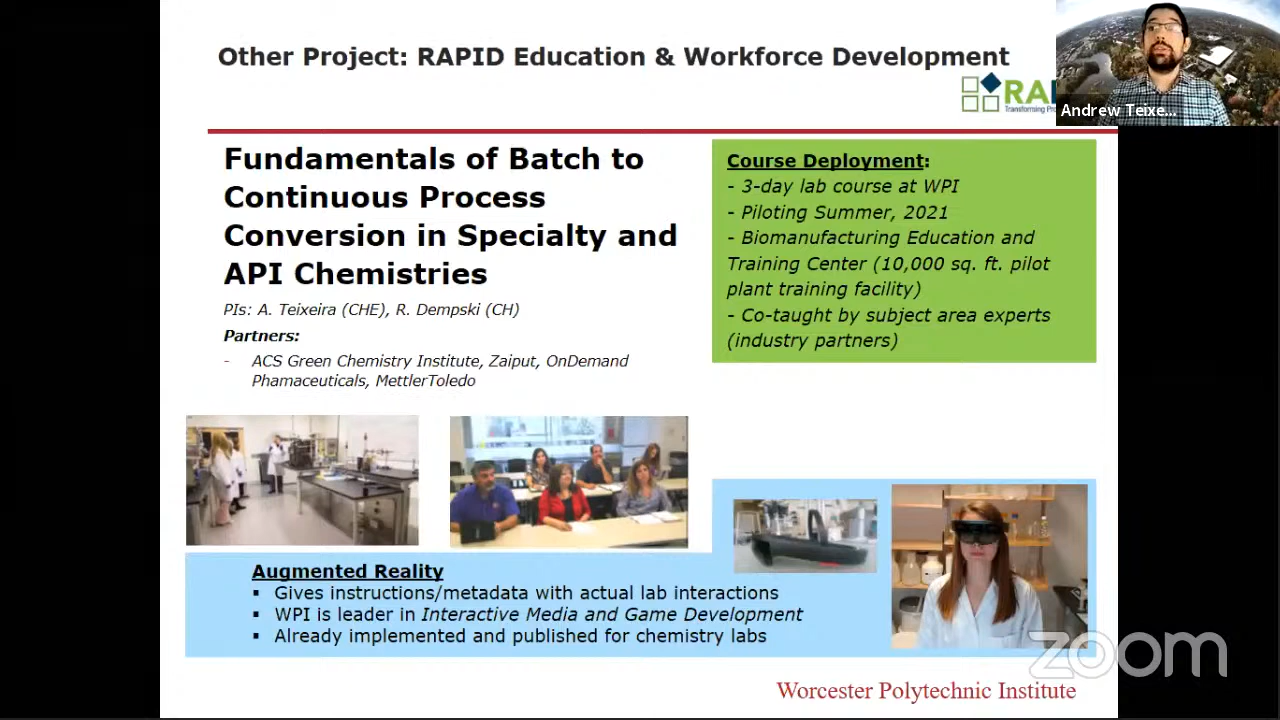 Other Project: RAPID Education & Workforce Development
RA
Transforming Pr
Andrew Teixe...
Fundamentals of Batch to
Continuous Process
Conversion in Specialty and
API Chemistries
PIs: A. Teixeira (CHE), R. Dempski (CH)
Partners:
- ACS Green Chemistry Institute, Zaiput, OnDemand
Phamaceuticals, MettlerToledo
Course Deployment:
- 3-day lab course at WPI
- Piloting Summer, 2021
- Biomanufacturing Education and
Training Center (10,000 sq. ft. pilot
plant training facility)
- Co-taught by subject area experts
(industry partners)
Augmented Reality
▪ Gives instructions/metadata with actual lab interactions
▪ WPI is leader in Interactive Media and Game Development
▪ Already implemented and published for chemistry labs
zoom
Worcester Polytechnic Institute